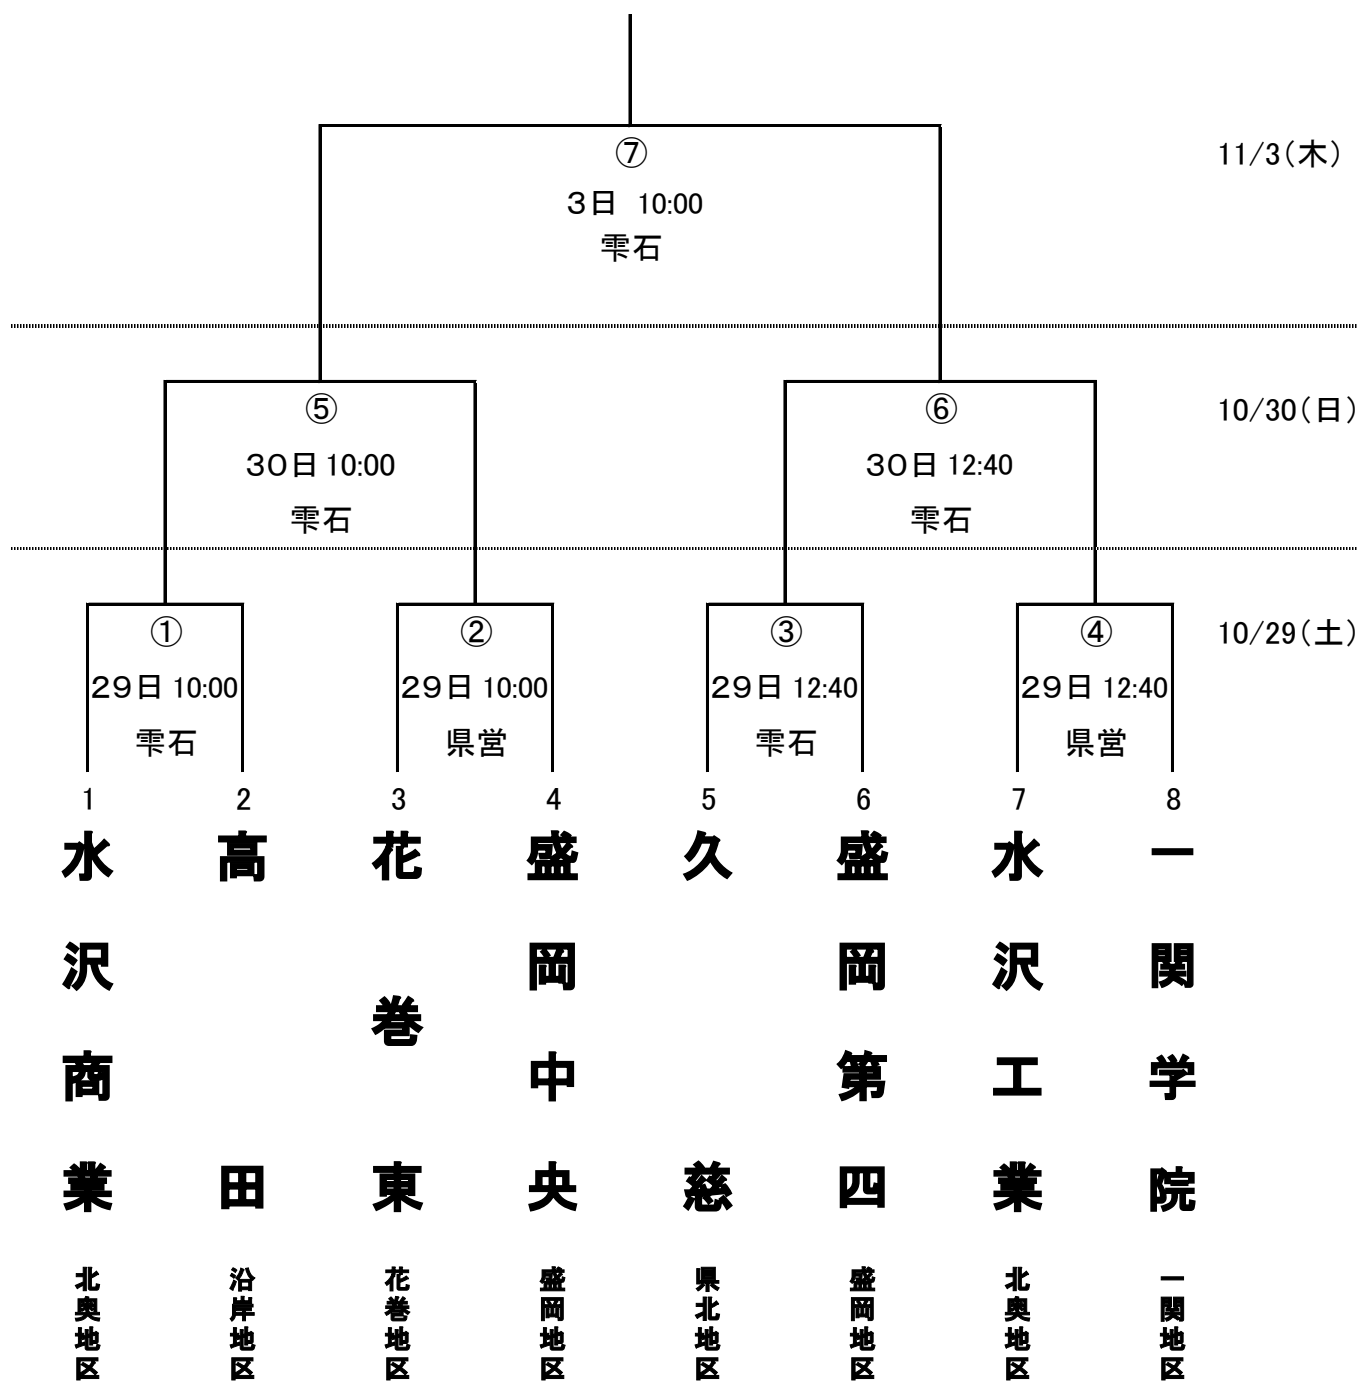 ⑦
11/3(木)
３日 10:00
雫石
⑤
⑥
10/30(日)
３０日 10:00
３０日 12:40
雫石
雫石
①
②
③
④
10/29(土)
２９日 10:00
２９日 10:00
２９日 12:40
２９日 12:40
雫石
県営
雫石
県営
1
2
3
4
5
6
7
8
水沢商業
高田
花巻東
盛岡中央
久慈
盛岡第四
水沢工業
一関学院
北奥地区
沿岸地区
花巻地区
盛岡地区
県北地区
盛岡地区
北奥地区
一関地区